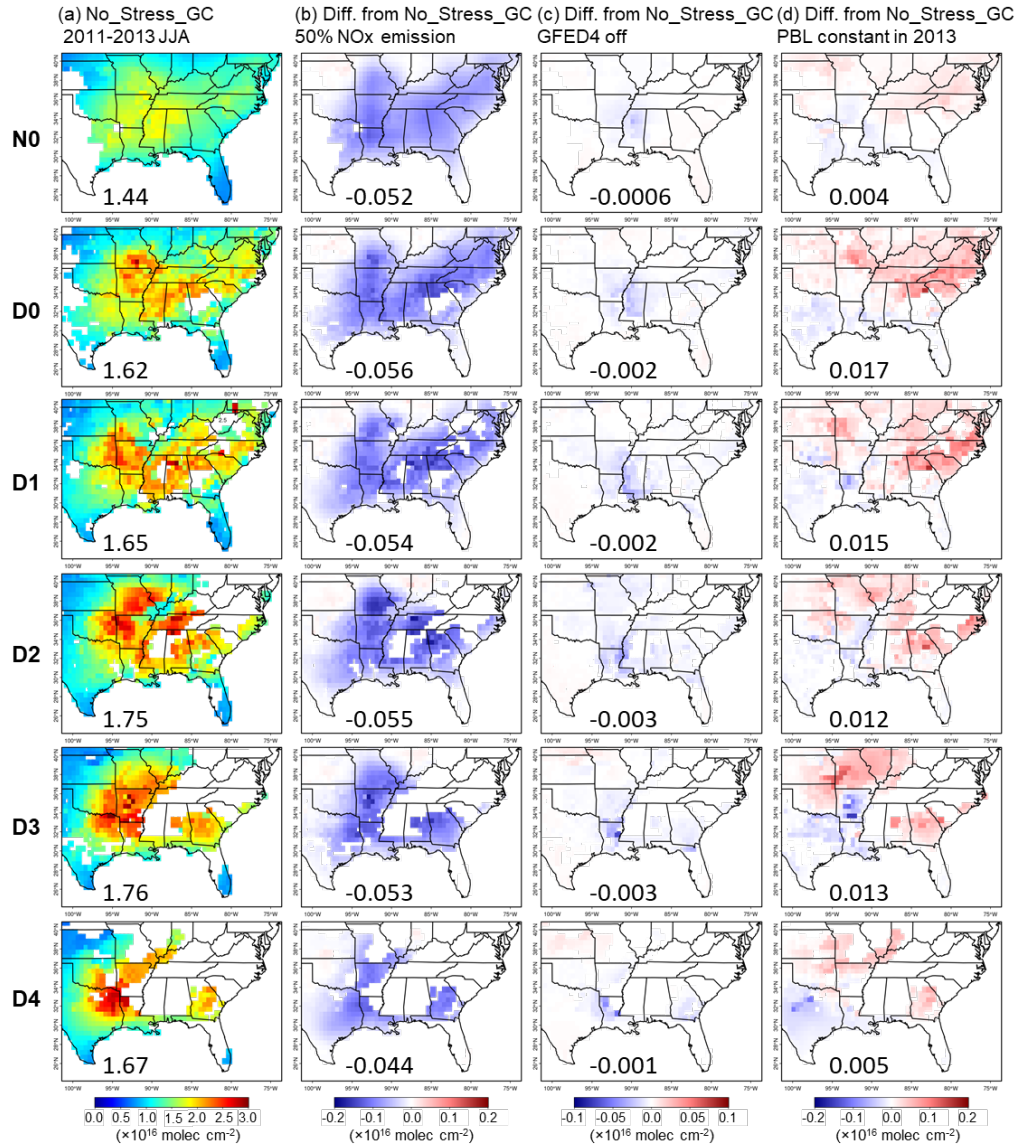 (a) No_Stress_GC
2011-2013 JJA
(b) Diff. from No_Stress_GC
50% NOx emission
(c) Diff. from No_Stress_GC
GFED4 off
(d) Diff. from No_Stress_GC
PBL constant in 2013
N0
1.44
-0.052
-0.0006
0.004
D0
1.62
-0.056
-0.002
0.017
D1
1.65
-0.054
-0.002
0.015
D2
1.75
-0.055
-0.003
0.012
D3
1.76
-0.053
-0.003
0.013
D4
1.67
-0.044
-0.001
0.005
0.0 0.5 1.0 1.5 2.0 2.5 3.0
(×10¹⁶ molec cm⁻²)
-0.2 -0.1 0.0 0.1 0.2
(×10¹⁶ molec cm⁻²)
-0.1 -0.05 0.0 0.05 0.1
(×10¹⁶ molec cm⁻²)
-0.2 -0.1 0.0 0.1 0.2
(×10¹⁶ molec cm⁻²)